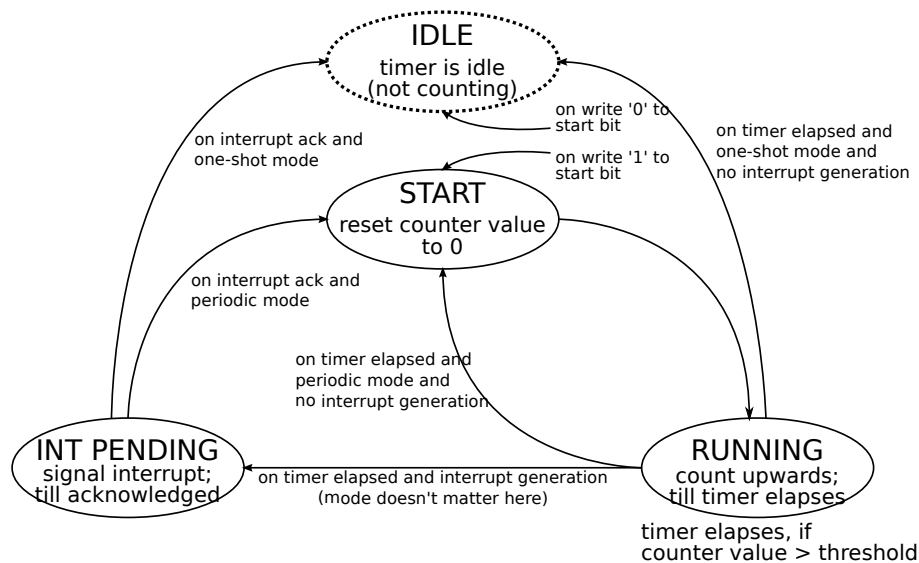 IDLE
timer is idle
(not counting)
on write '0' to
start bit
on interrupt ack and
one-shot mode
on timer elapsed and
one-shot mode and
no interrupt generation
on write '1' to
start bit
START
reset counter value
to 0
on interrupt ack and
periodic mode
on timer elapsed and
periodic mode and
no interrupt generation
INT PENDING
signal interrupt;
till acknowledged
on timer elapsed and interrupt generation
(mode doesn't matter here)
RUNNING
count upwards;
till timer elapses
timer elapses, if
counter value > threshold